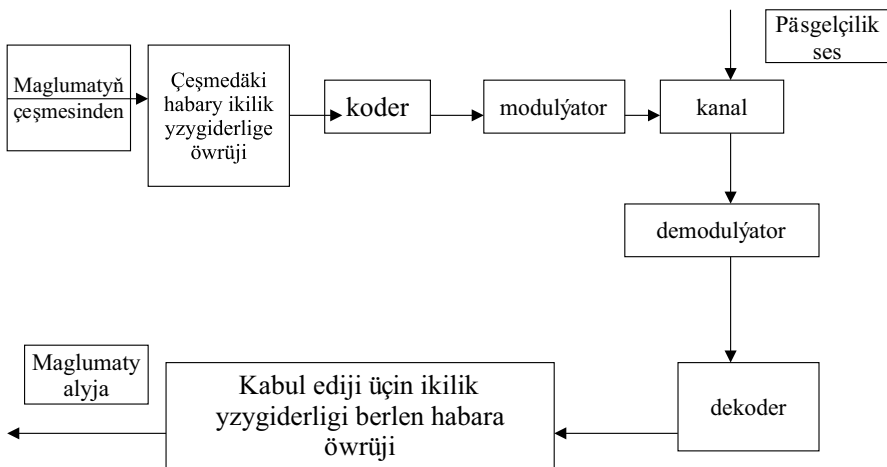 Maglumatyň
çeşmesinden
Çeşmedäki
habary ikilik
yzygiderlige
öwrüji
koder
modulýator
kanal
Päsgelçilik
ses
demodulýator
dekoder
Kabul ediji üçin ikilik
yzygiderligi berlen habara
öwrüji
Maglumaty
alyja